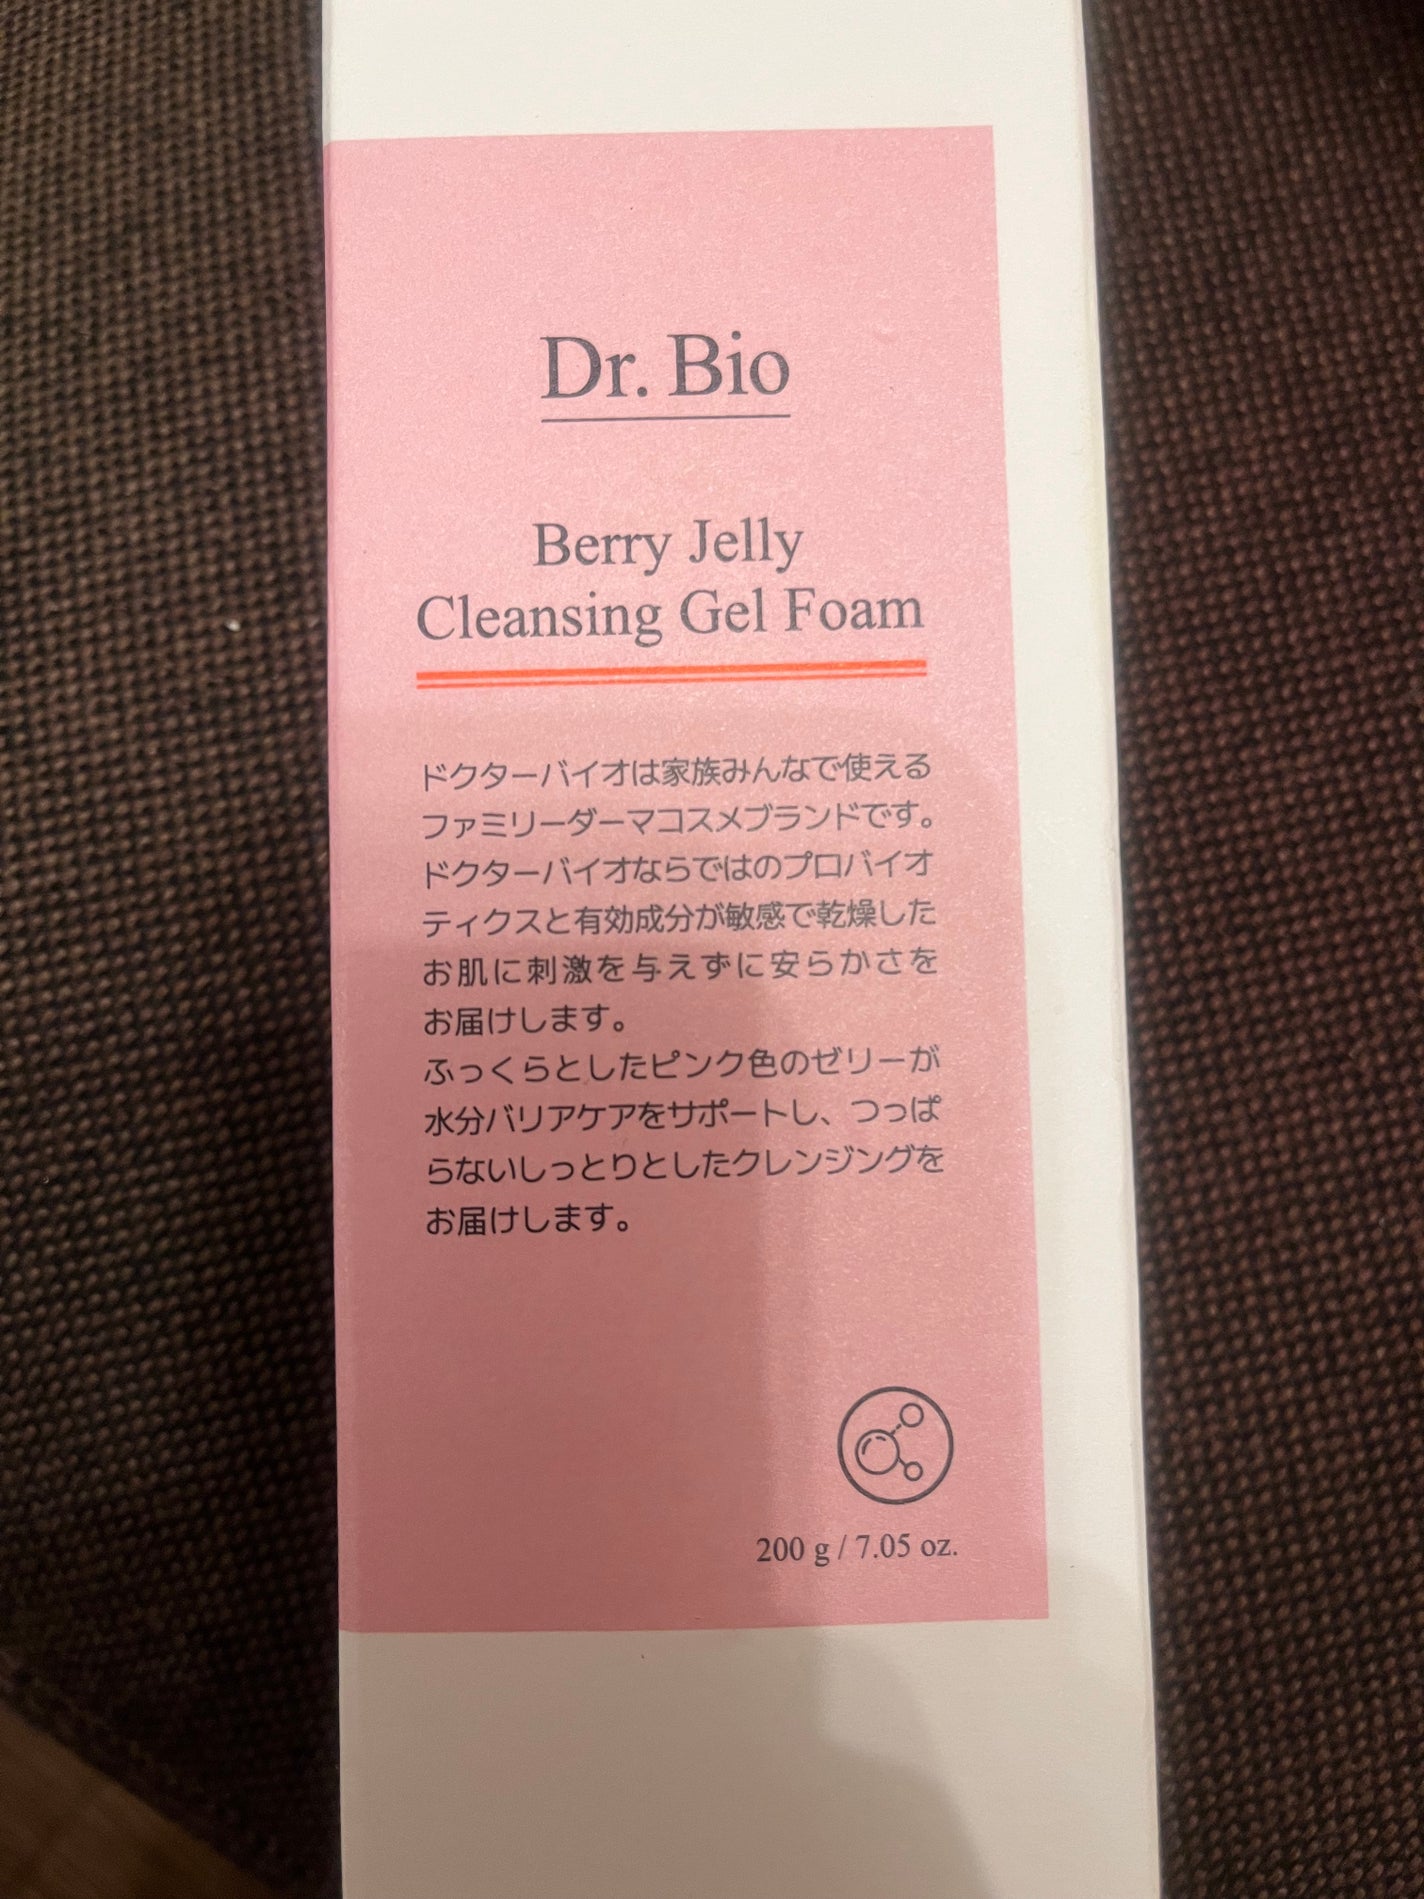 Dr. Bio
Berry Jelly
Cleansing Gel Foam
ドクターバイオは家族みんなで使える
ファミリーダーマコスメブランドです。
ドクターバイオならではのプロバイオ
ティクスと有効成分が敏感で乾燥した
お肌に刺激を与えずに安らかさを
お届けします。
ふっくらとしたピンク色のゼリーが
水分バリアケアをサポートし、つっぱ
らないしっとりとしたクレンジングを
お届けします。
200 g / 7.05 oz.